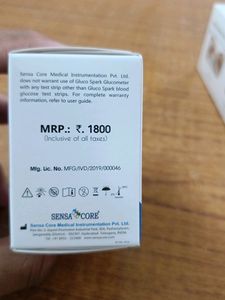 Sensa Core Medical Instrumentation Pvt. Ltd.
does not warrant use of Gluco Spark Glucometer
with any test strip other than Gluco Spark blood
glucose test strips. For complete warranty
information, refer to user guide.
MRP.: ₹. 1800
(Inclusive of all taxes)
Mfg. Lic. No. MFG/IVD/2019/000046
SENSA CORE
Sensa Core Medical Instrumentation Pvt. Ltd.